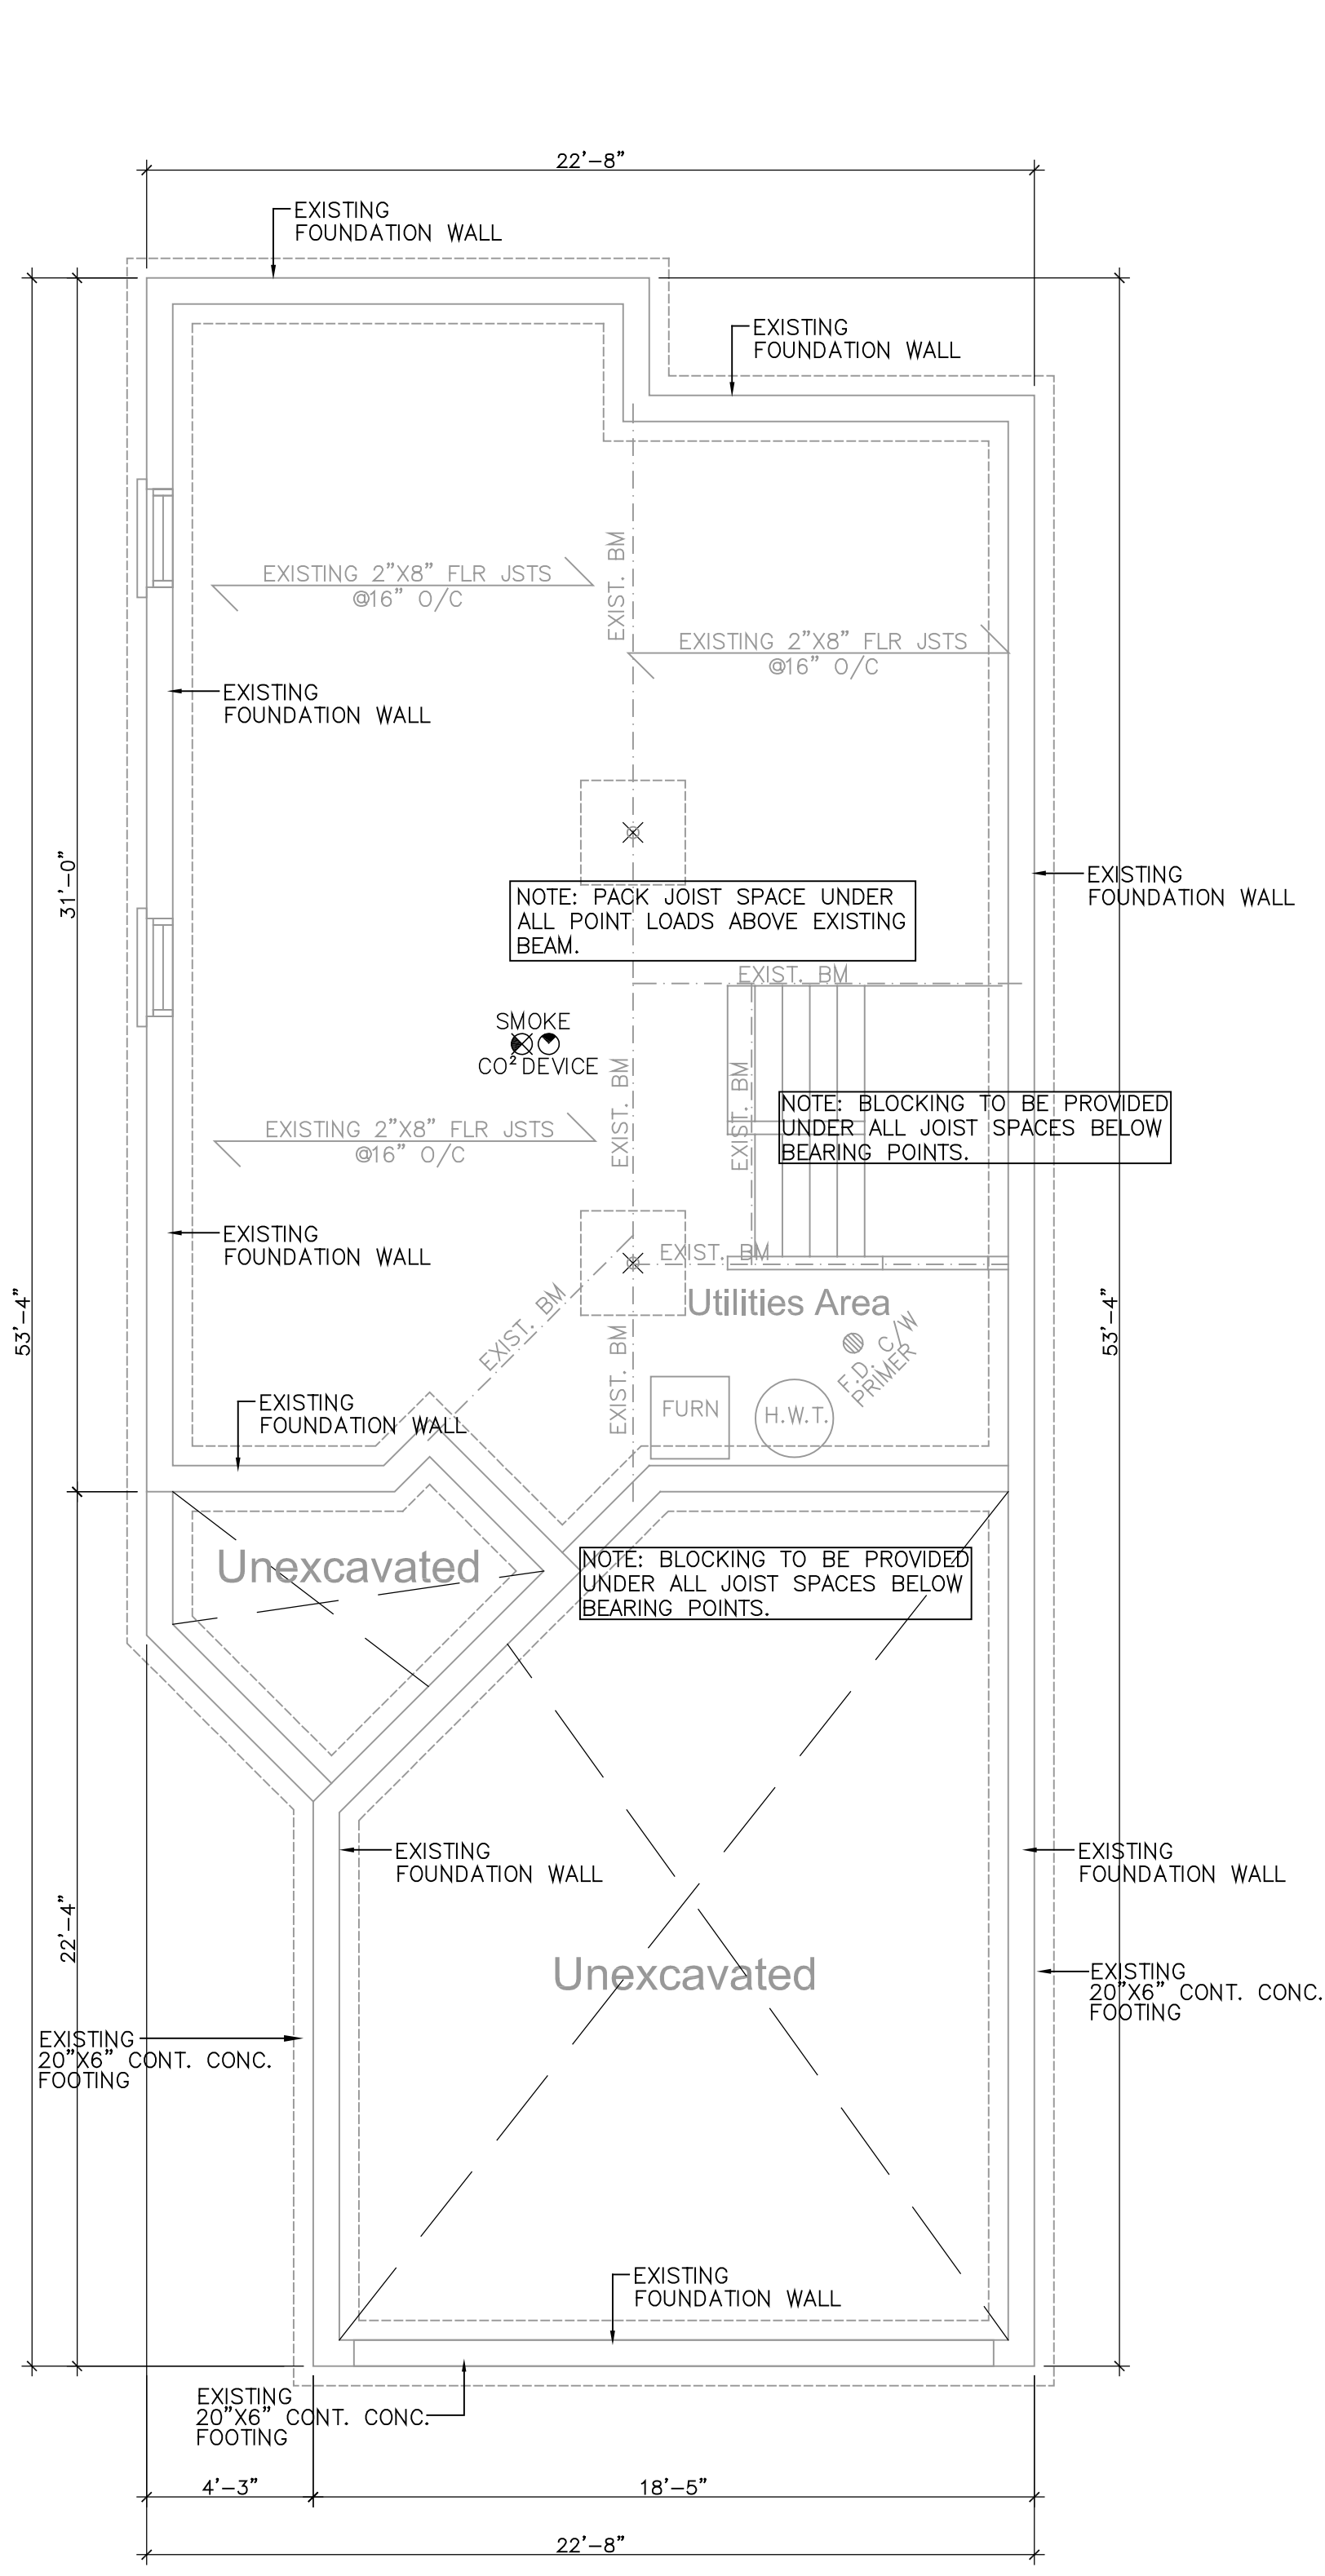 22'-8"
EXISTING
FOUNDATION WALL
EXISTING
FOUNDATION WALL
EXIST. BM
EXISTING 2"X8" FLR JSTS
@16" O/C
EXISTING 2"X8" FLR JSTS
@16" O/C
EXISTING
FOUNDATION WALL
31'-0"
EXISTING
FOUNDATION WALL
NOTE: PACK JOIST SPACE UNDER
ALL POINT LOADS ABOVE EXISTING
BEAM.
EXIST. BM
SMOKE
CO² DEVICE
EXIST. BM
EXIST. BM
NOTE: BLOCKING TO BE PROVIDED
UNDER ALL JOIST SPACES BELOW
BEARING POINTS.
EXISTING 2"X8" FLR JSTS
@16" O/C
EXISTING
FOUNDATION WALL
EXIST. BM
53'-4"
53'-4"
Utilities Area
EXIST. BM
EXIST. BM
F.D. C/W
PRIMER
FURN
H.W.T.
EXISTING
FOUNDATION WALL
Unexcavated
NOTE: BLOCKING TO BE PROVIDED
UNDER ALL JOIST SPACES BELOW
BEARING POINTS.
EXISTING
FOUNDATION WALL
EXISTING
FOUNDATION WALL
22'-4"
Unexcavated
EXISTING
20"X6" CONT. CONC.
FOOTING
EXISTING
20"X6" CONT. CONC.
FOOTING
EXISTING
FOUNDATION WALL
EXISTING
20"X6" CONT. CONC.
FOOTING
4'-3"
18'-5"
22'-8"